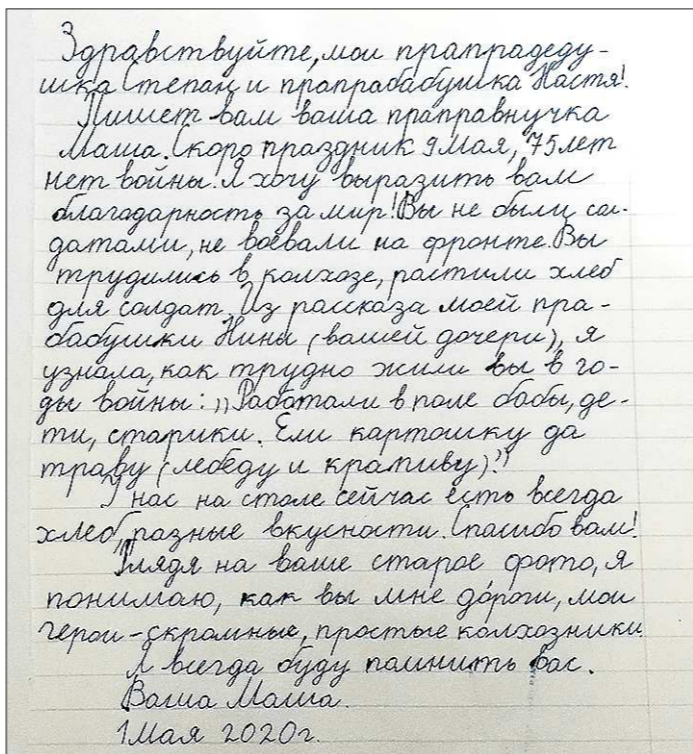 Здравствуйте, мои прапрадеду-
шка Степан и прапрабабушка Настя!
Пишет вам ваша праправнучка
Маша. Скоро праздник 9 Мая, 75 лет
нет войны. Я хочу выразить вам
благодарность за мир! Вы не были сол-
датами, не воевали на фронте. Вы
трудились в колхозе, растили хлеб
для солдат. Из рассказа моей пра-
бабушки Нины (вашей дочери), я
узнала, как трудно жили вы в го-
ды войны: „Работали в поле бабы, де-
ти, старики. Ели картошку да
траву (лебеду и крапиву)."
У нас на столе сейчас есть всегда
хлеб, разные вкусности. Спасибо вам!
Глядя на ваше старое фото, я
понимаю, как вы мне дороги, мои
герои - скромные, простые колхозники
Я всегда буду помнить вас.
Ваша Маша.
1 Мая 2020г.